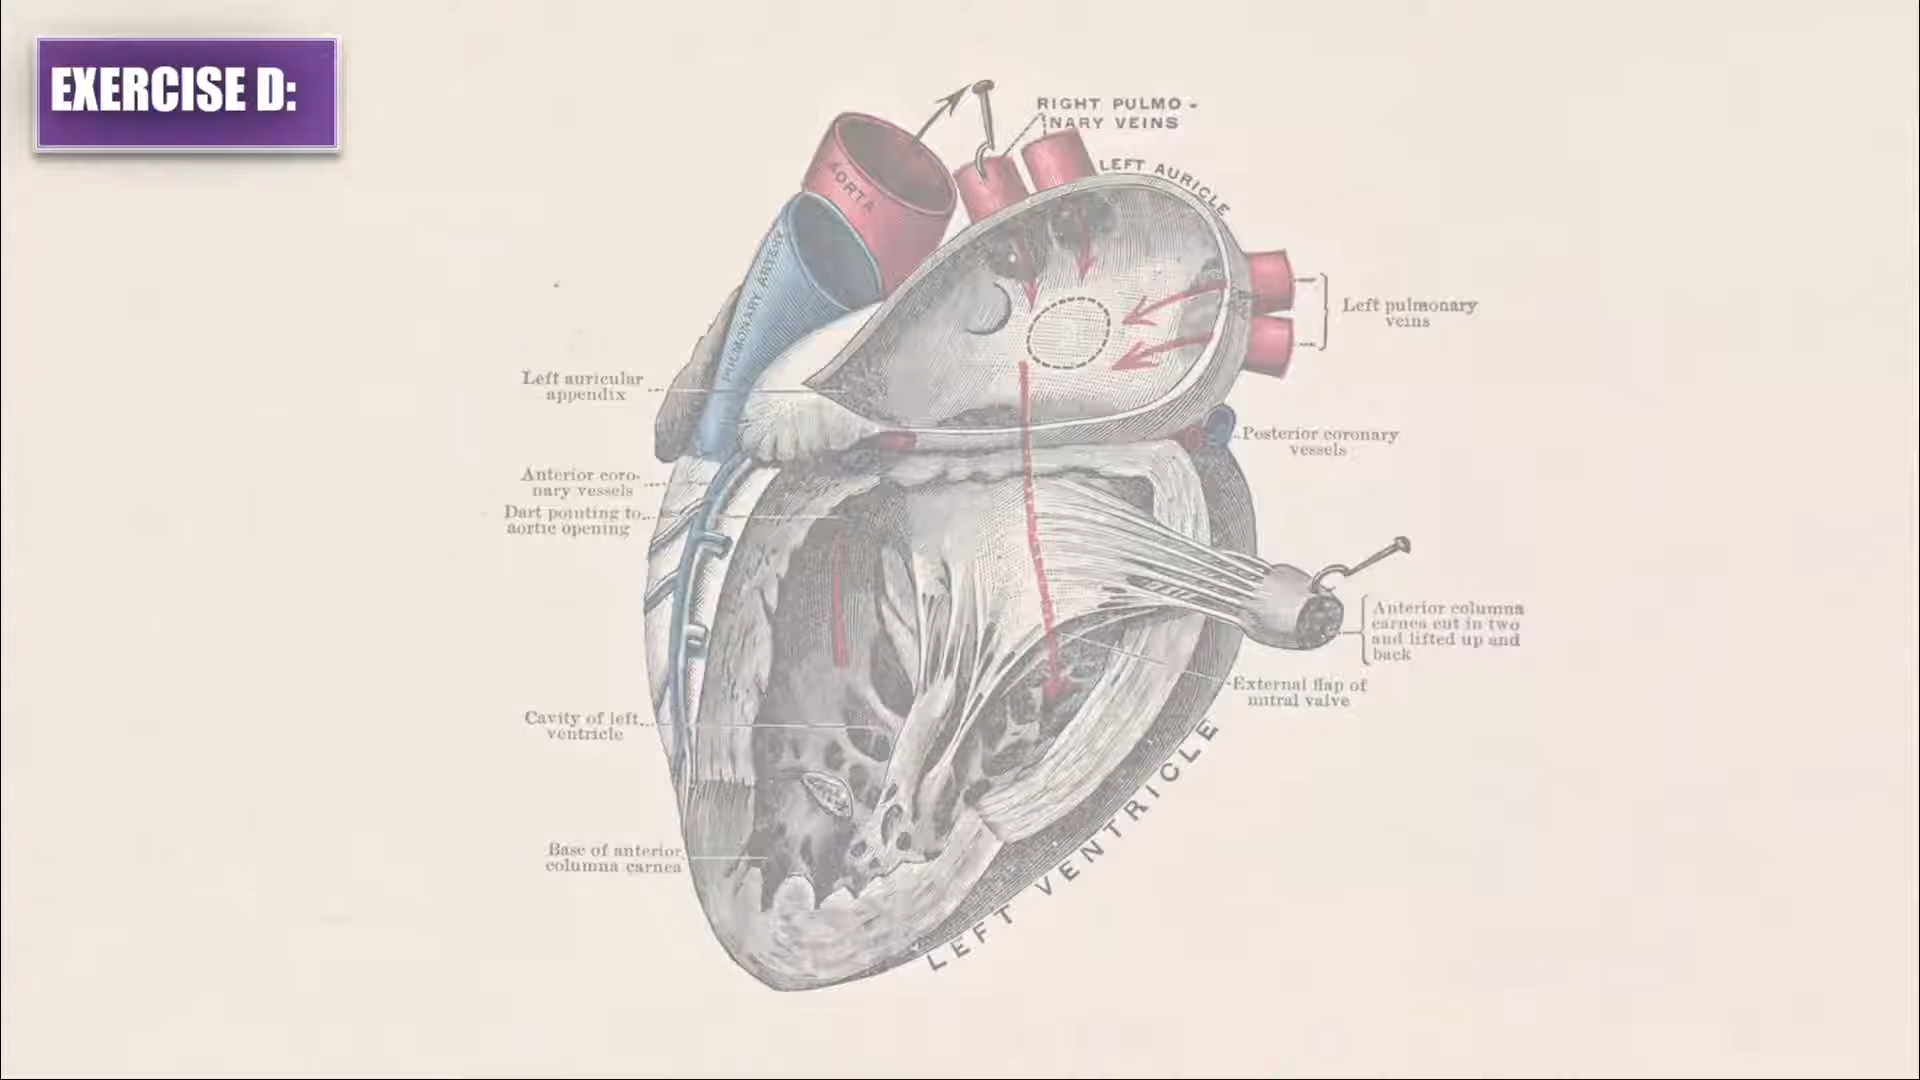 EXERCISE D:
RIGHT PULMO -
NARY VEINS
LEFT AURICLE
AORTA
PULMONARY ARTERY
Left pulmonary
veins
Left auricular
appendix
Posterior coronary
vessels
Anterior coro-
nary vessels
Dart pointing to
aortic opening
Anterior columna
carnea cut in two
and lifted up and
back
External flap of
mitral valve
Cavity of left
ventricle
LEFT VENTRICLE
Base of anterior
columna carnea